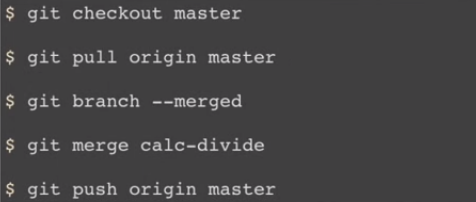 $ git checkout master
$ git pull origin master
$ git branch --merged
$ git merge calc-divide
$ git push origin master